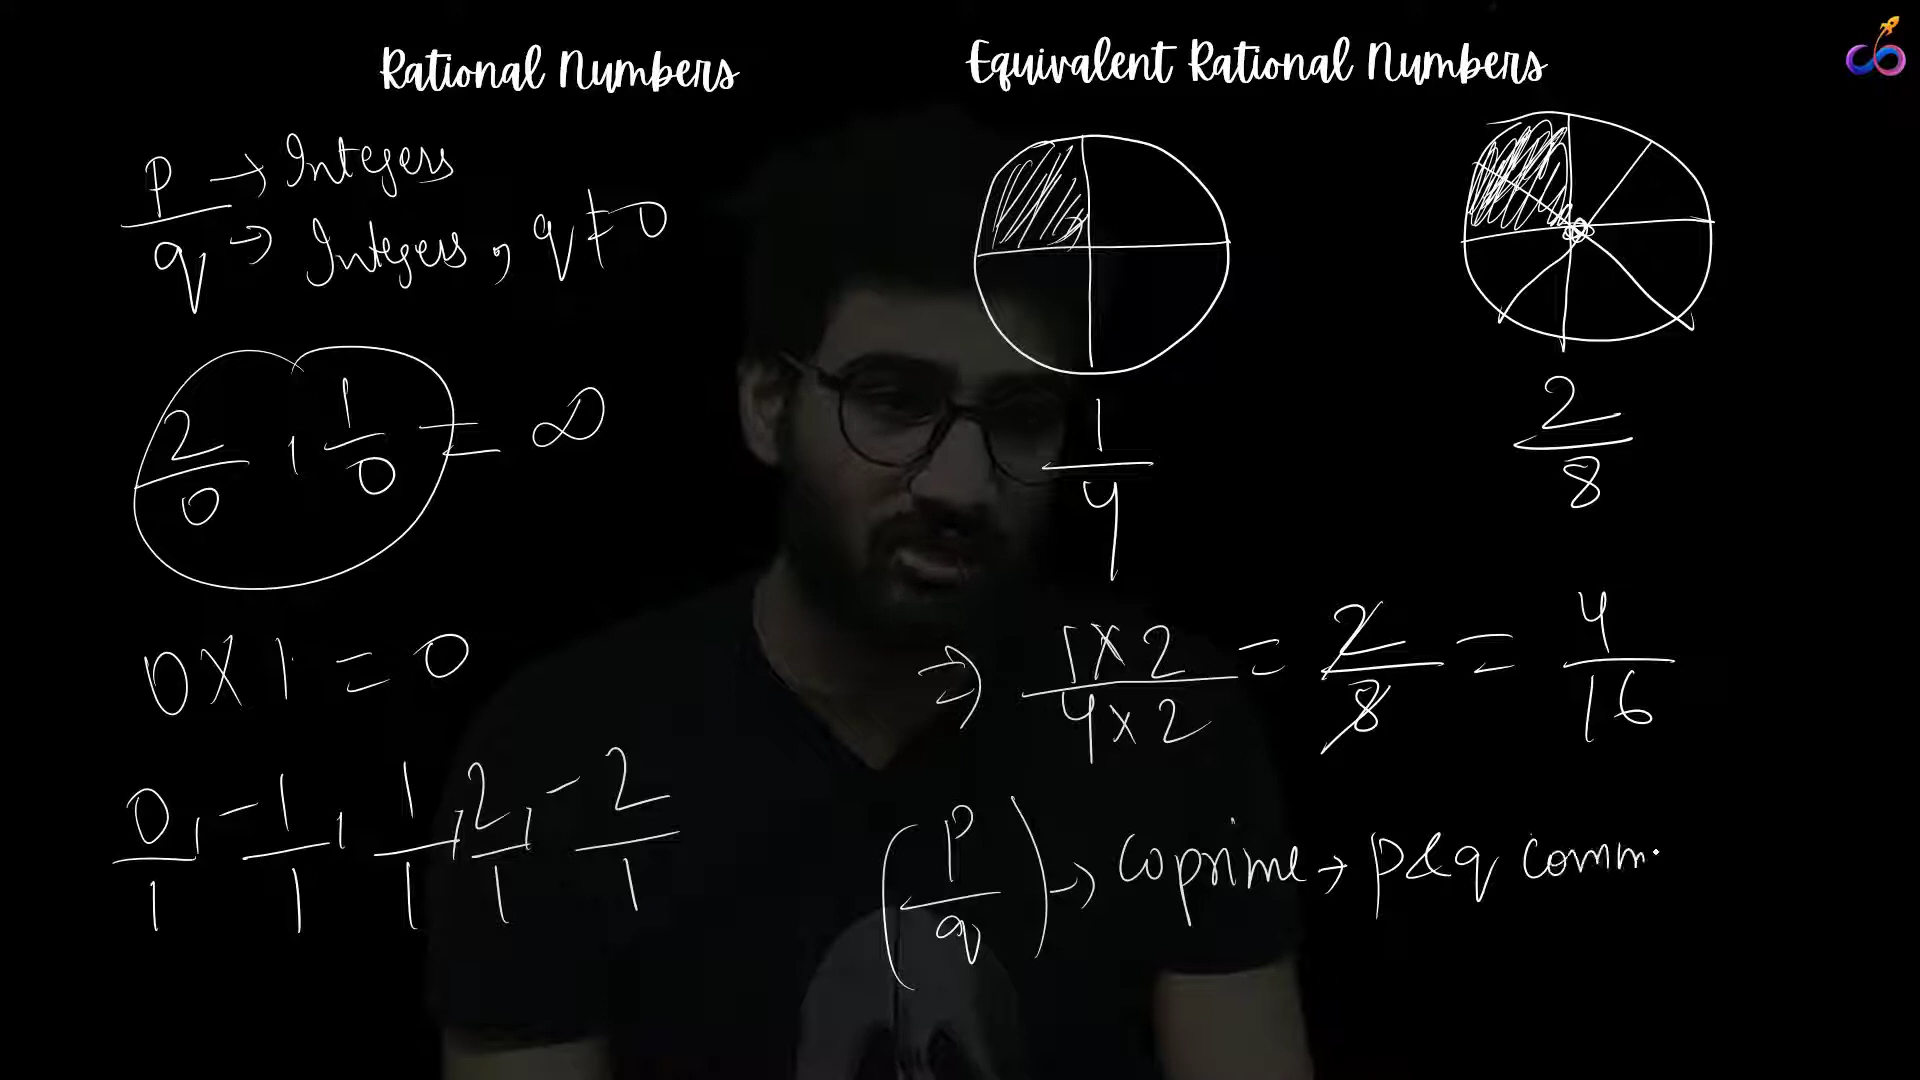 Rational Numbers
P → Integers
q → Integers, q ≠ 0
2/0, 1/0 = ∞
0 X 1 = 0
0/1, -1/1, 1/1, 2/1, -2/1
Equivalent Rational Numbers
1/4
2/8
⇒ 1 X 2 / 4 x 2 = 2/8 = 4/16
(P/q) → coprime → P & q comm.